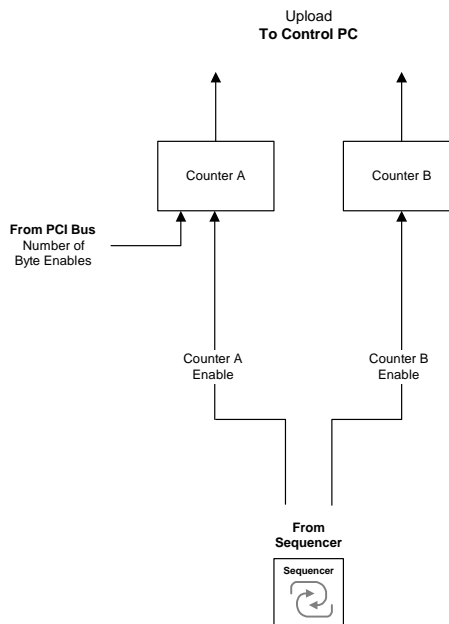 Upload
To Control PC
Counter A
Counter B
From PCI Bus
Number of
Byte Enables
Counter A
Enable
Counter B
Enable
From
Sequencer
Sequencer